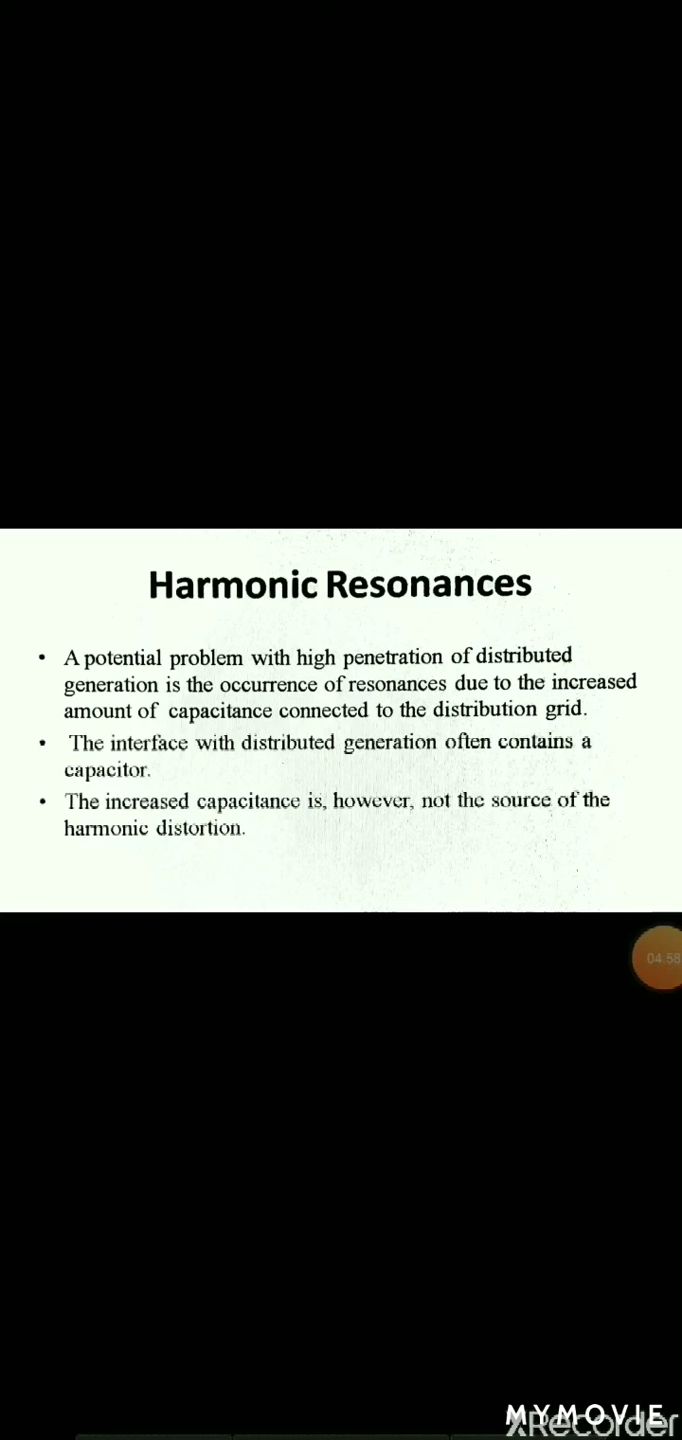 Harmonic Resonances
• A potential problem with high penetration of distributed
generation is the occurrence of resonances due to the increased
amount of capacitance connected to the distribution grid.
• The interface with distributed generation often contains a
capacitor.
• The increased capacitance is, however, not the source of the
harmonic distortion.
04:58
MYMOVIE
XRecorder